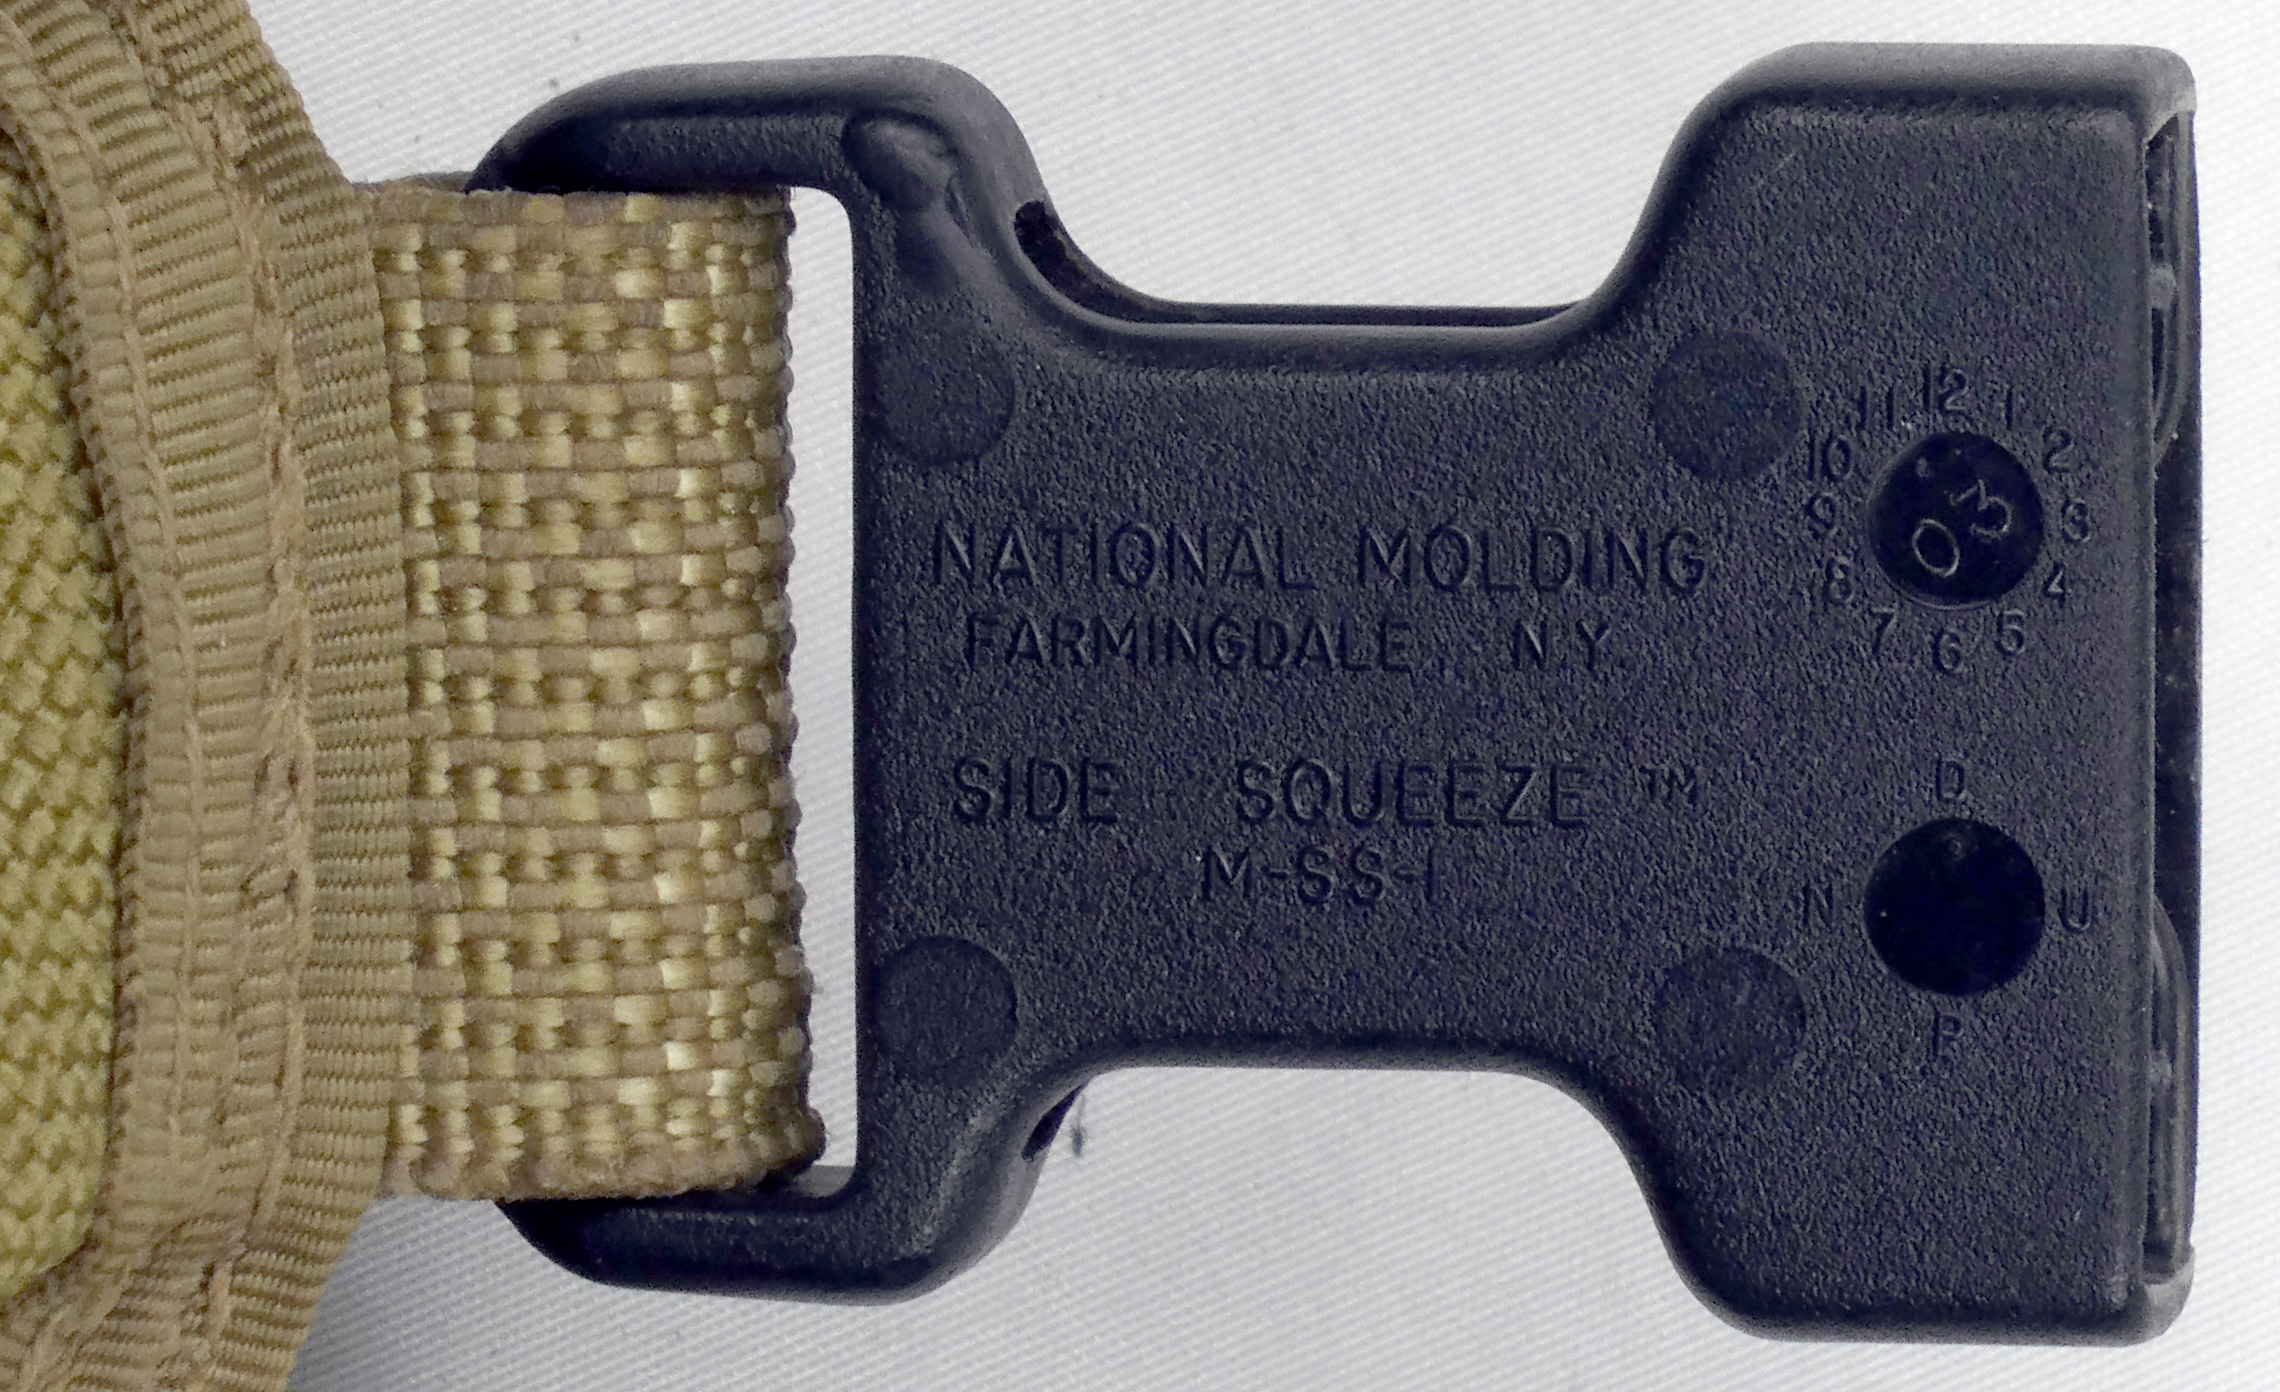 NATIONAL MOLDING
FARMINGDALE NY
SIDE SQUEEZE ™
M-SS-1
12
1
2
3
4
5
6
7
8
9
10
11
03
D
U
P
N